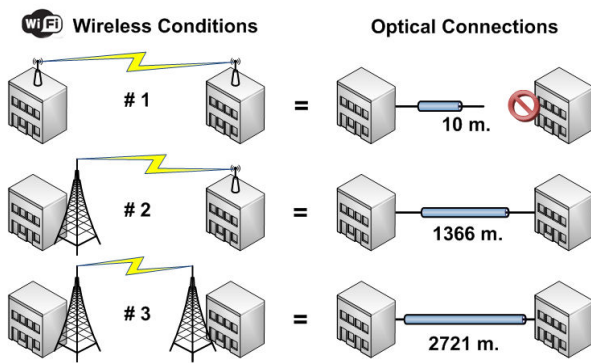 WiFi Wireless Conditions
Optical Connections
# 1
=
10 m.
# 2
=
1366 m.
# 3
=
2721 m.